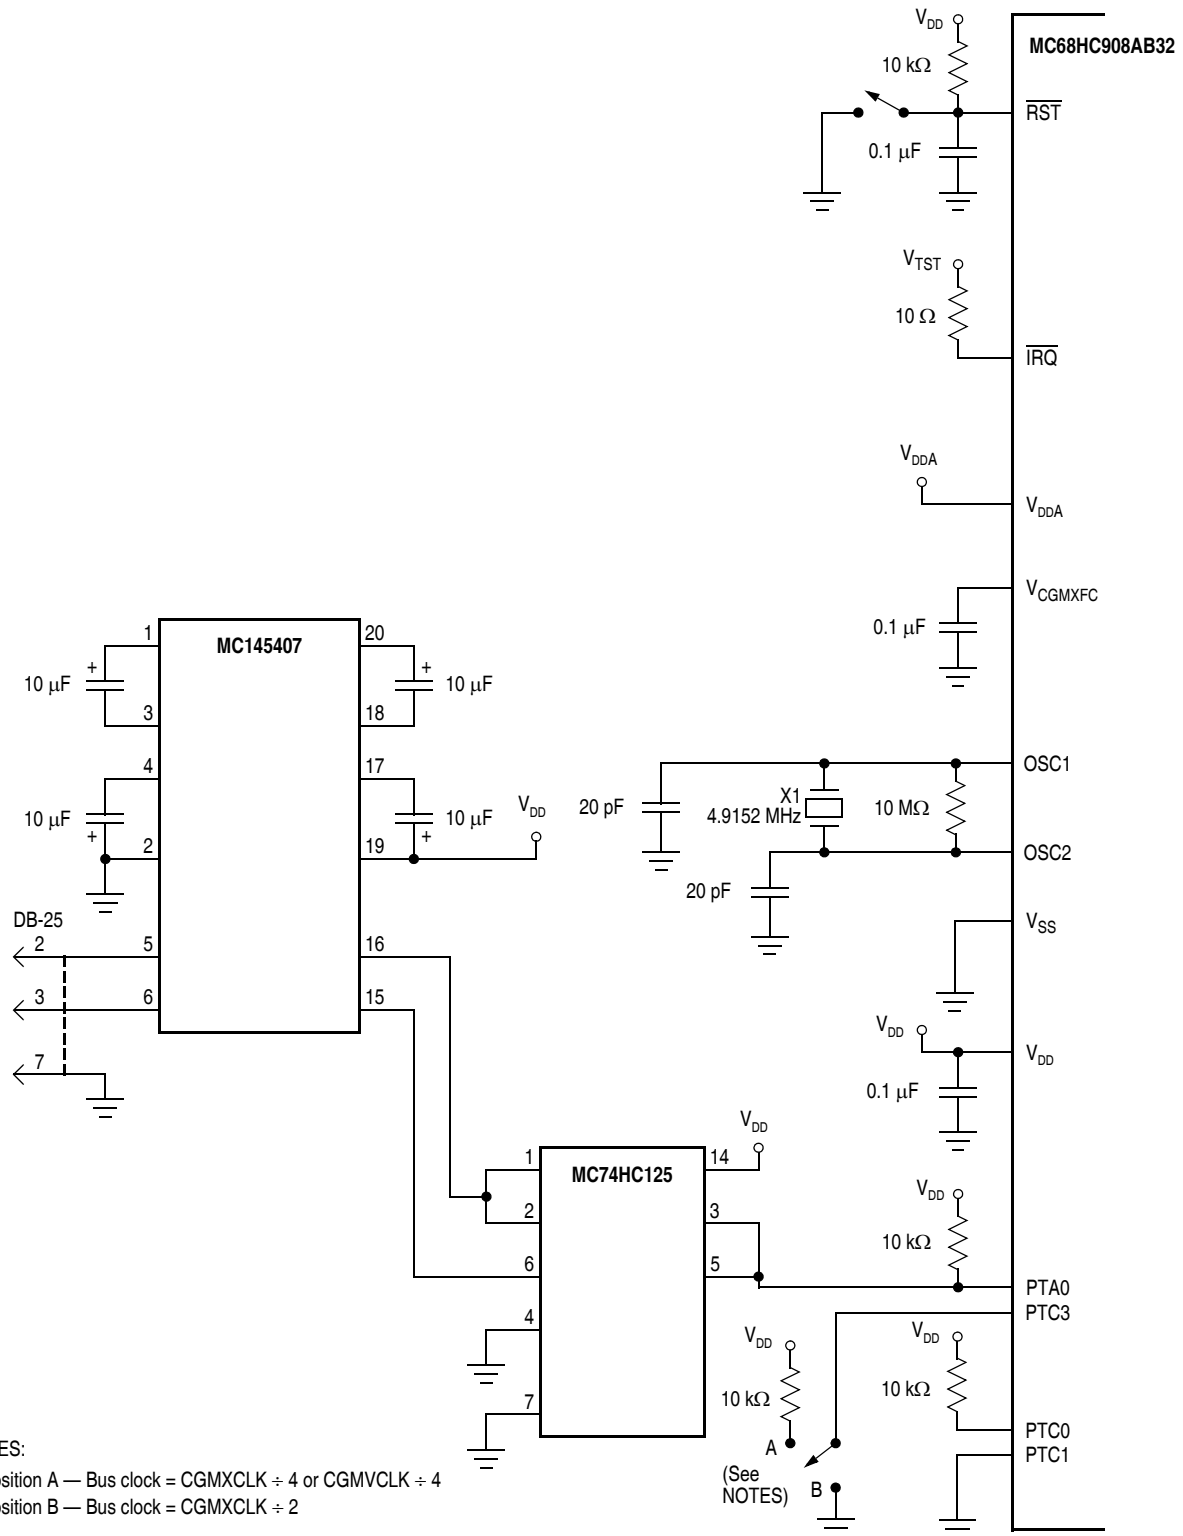 V_DD
MC68HC908AB32
10 kΩ
RST
0.1 µF
V_TST
10 Ω
IRQ
V_DDA
V_DDA
V_CGMXFC
0.1 µF
MC145407
1
20
10 µF
+
+
10 µF
3
18
4
17
10 µF
+
+
10 µF
V_DD
2
19
OSC1
20 pF
X1
4.9152 MHz
10 MΩ
OSC2
20 pF
DB-25
2
5
16
3
6
15
7
V_SS
V_DD
V_DD
0.1 µF
V_DD
MC74HC125
1
14
2
3
6
5
4
7
V_DD
10 kΩ
PTA0
PTC3
V_DD
10 kΩ
V_DD
10 kΩ
PTC0
PTC1
A
(See
NOTES)
B
ES:
osition A — Bus clock = CGMXCLK ÷ 4 or CGMVCLK ÷ 4
osition B — Bus clock = CGMXCLK ÷ 2